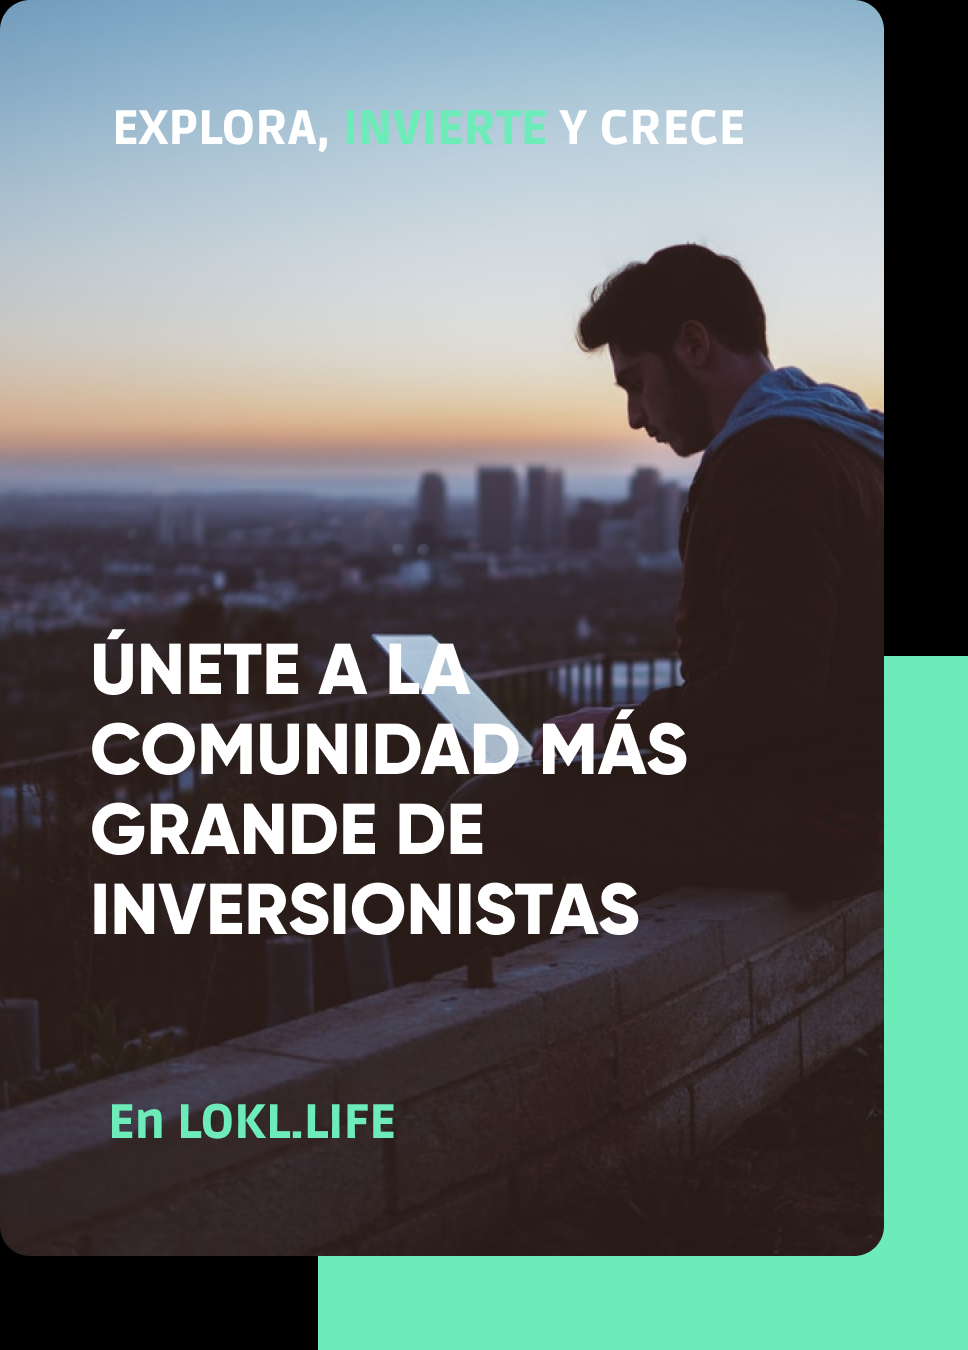 EXPLORA, INVIERTE Y CRECE
ÚNETE A LA
COMUNIDAD MÁS
GRANDE DE
INVERSIONISTAS
En LOKL.LIFE